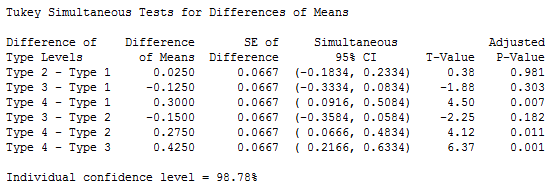 Tukey Simultaneous Tests for Differences of Means
Difference of Difference SE of Simultaneous Adjusted
Type Levels of Means Difference 95% CI T-Value P-Value
Type 2 - Type 1 0.0250 0.0667 (-0.1834, 0.2334) 0.38 0.981
Type 3 - Type 1 -0.1250 0.0667 (-0.3334, 0.0834) -1.88 0.303
Type 4 - Type 1 0.3000 0.0667 ( 0.0916, 0.5084) 4.50 0.007
Type 3 - Type 2 -0.1500 0.0667 (-0.3584, 0.0584) -2.25 0.182
Type 4 - Type 2 0.2750 0.0667 ( 0.0666, 0.4834) 4.12 0.011
Type 4 - Type 3 0.4250 0.0667 ( 0.2166, 0.6334) 6.37 0.001
Individual confidence level = 98.78%